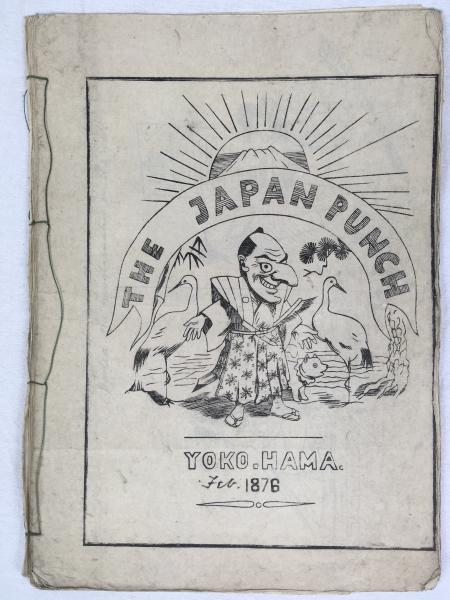 THE JAPAN PUNCH
YOKO.HAMA.
Feb. 1876